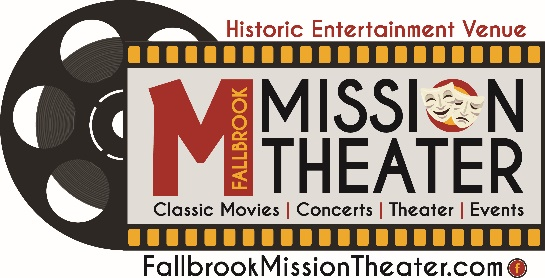 Historic Entertainment Venue
M FALLBROOK
MISSION
THEATER
Classic Movies | Concerts | Theater | Events
FallbrookMissionTheater.com f